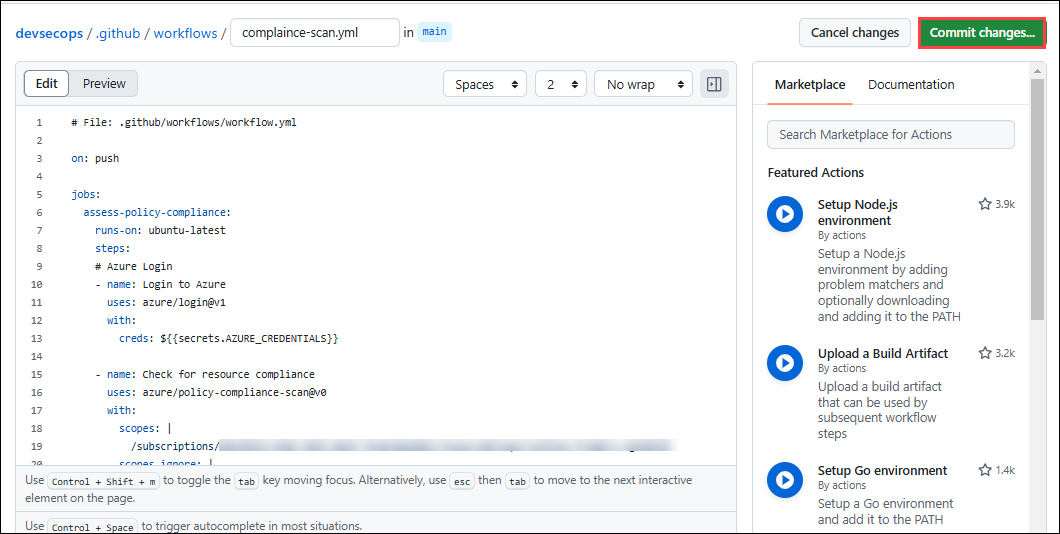 devsecops / .github / workflows / complaince-scan.yml in main
Cancel changes
Commit changes...
Edit
Preview
Spaces
2
No wrap
1 # File: .github/workflows/workflow.yml
2
3 on: push
4
5 jobs:
6 assess-policy-compliance:
7 runs-on: ubuntu-latest
8 steps:
9 # Azure Login
10 - name: Login to Azure
11 uses: azure/login@v1
12 with:
13 creds: ${{secrets.AZURE_CREDENTIALS}}
14
15 - name: Check for resource compliance
16 uses: azure/policy-compliance-scan@v0
17 with:
18 scopes: |
19 /subscriptions/
20 scopes-ignore: |
Use Control + Shift + m to toggle the tab key moving focus. Alternatively, use esc then tab to move to the next interactive
element on the page.
Use Control + Space to trigger autocomplete in most situations.
Marketplace
Documentation
Search Marketplace for Actions
Featured Actions
Setup Node.js
environment
3.9k
By actions
Setup a Node.js
environment by adding
problem matchers and
optionally downloading
and adding it to the PATH
Upload a Build Artifact
3.2k
By actions
Upload a build artifact
that can be used by
subsequent workflow
steps
Setup Go environment
1.4k
By actions
Setup a Go environment
and add it to the PATH